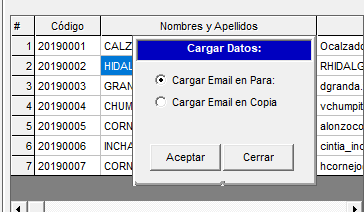 # Código Nombres y Apellidos
1 20190001 CALZ Ocalzado
2 20190002 HIDAL RHIDALG
3 20190003 GRAN dgranda.
4 20190004 CHUM vchumpit
5 20190005 CORN alonzoco
6 20190006 INCHA cintia_inc
7 20190007 CORN hcornejo
Cargar Datos:
Cargar Email en Para:
Cargar Email en Copia
Aceptar Cerrar